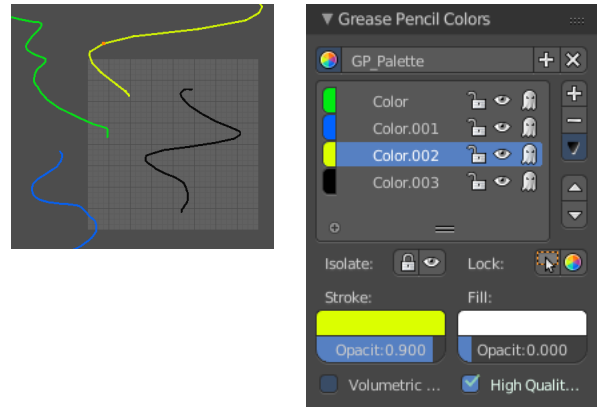 Grease Pencil Colors
GP_Palette
Color
Color.001
Color.002
Color.003
Isolate:
Lock:
Stroke:
Fill:
Opacit:0.900
Opacit:0.000
Volumetric ...
High Qualit...